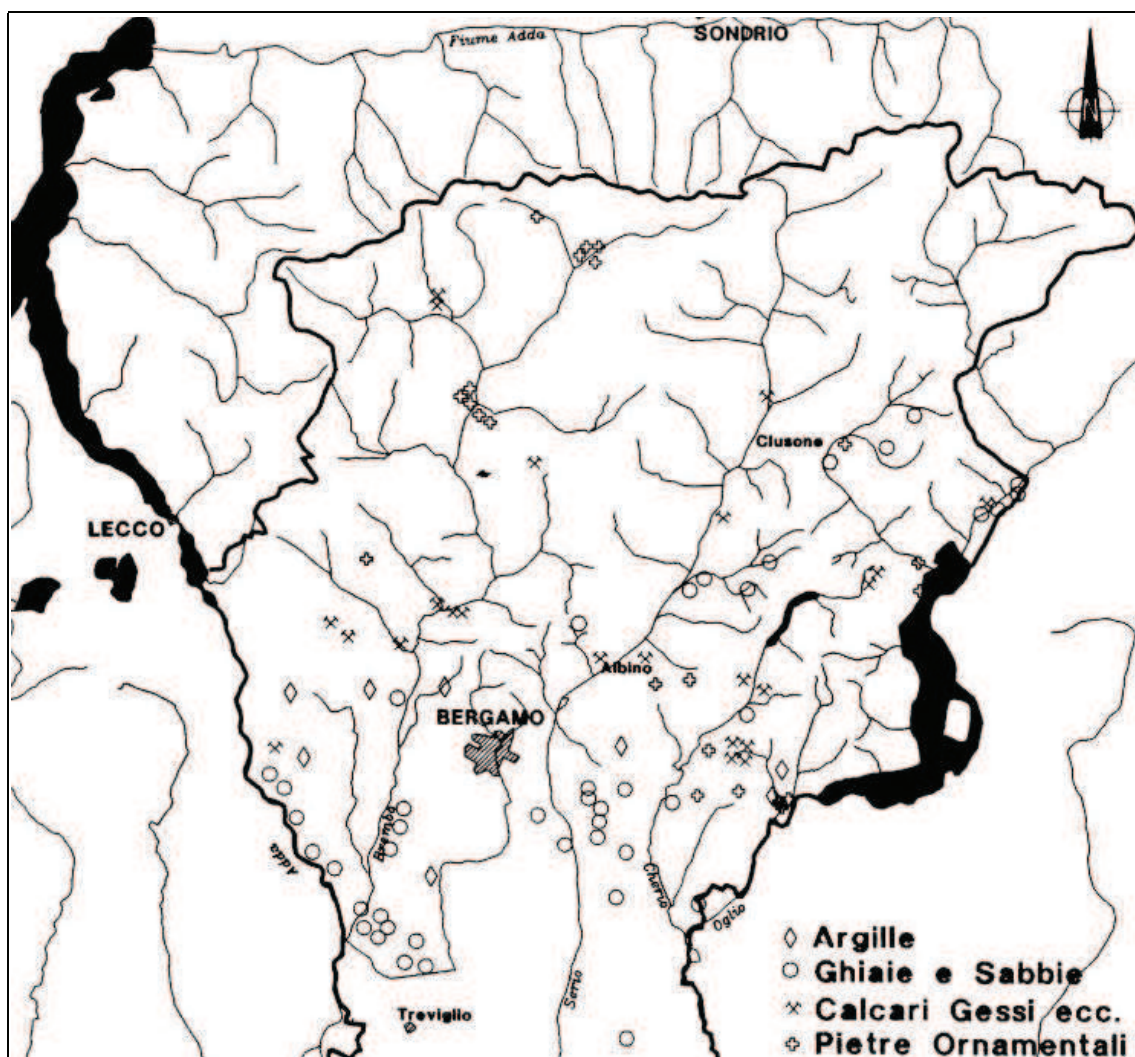 SONDRIO
Fiume Adda
N
Clusone
LECCO
Albino
BERGAMO
Brembo
Adda
Cherio
Oglio
Serio
Treviglio
Argille
Ghiaie e Sabbie
Calcari Gessi ecc.
Pietre Ornamentali